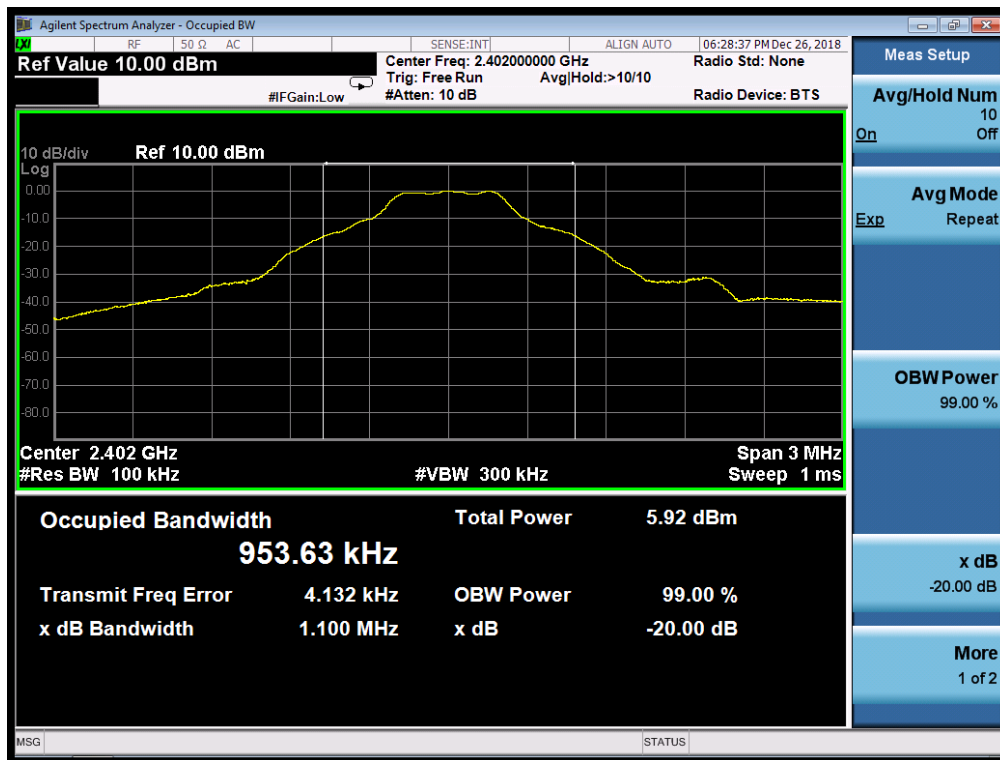 Agilent Spectrum Analyzer - Occupied BW
LXI RF 50 Ω AC SENSE:INT ALIGN AUTO 06:28:37 PM Dec 26, 2018
Ref Value 10.00 dBm
Center Freq: 2.402000000 GHz
Radio Std: None
Trig: Free Run Avg|Hold:>10/10
#IFGain:Low #Atten: 10 dB Radio Device: BTS
10 dB/div Ref 10.00 dBm
Log
0.00
-10.0
-20.0
-30.0
-40.0
-50.0
-60.0
-70.0
-80.0
Center 2.402 GHz Span 3 MHz
#Res BW 100 kHz #VBW 300 kHz Sweep 1 ms
Occupied Bandwidth Total Power 5.92 dBm
953.63 kHz
Transmit Freq Error 4.132 kHz OBW Power 99.00 %
x dB Bandwidth 1.100 MHz x dB -20.00 dB
MSG STATUS
Meas Setup
Avg/Hold Num
10
On Off
Avg Mode
Exp Repeat
OBW Power
99.00 %
x dB
-20.00 dB
More
1 of 2